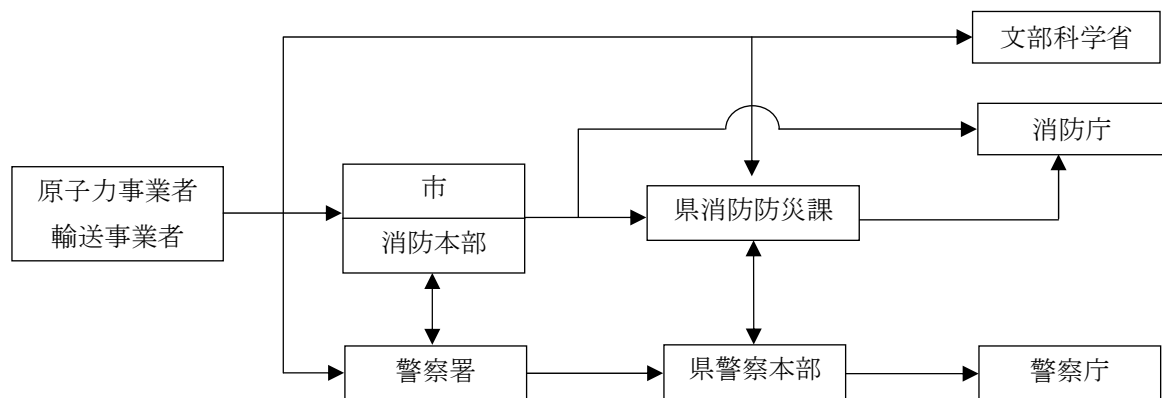 文部科学省
消防庁
原子力事業者
輸送事業者
市
消防本部
県消防防災課
警察署
県警察本部
警察庁